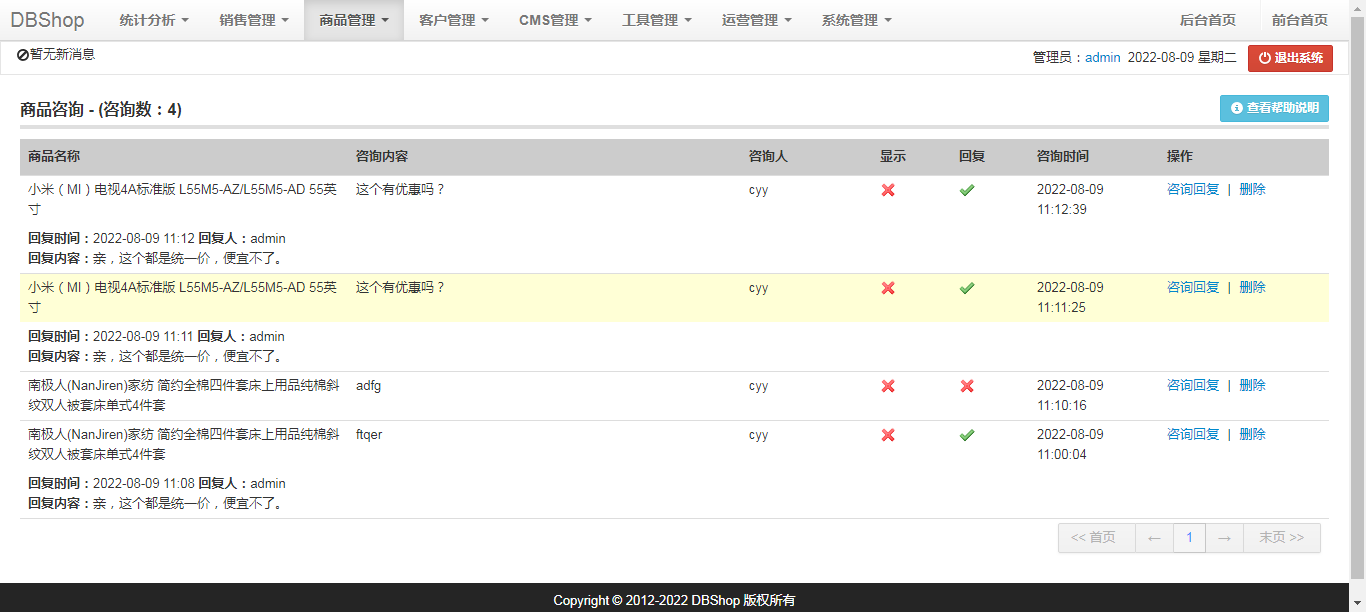 DBShop 统计分析 销售管理 商品管理 客户管理 CMS管理 工具管理 运营管理 系统管理 后台首页 前台首页
暂无新消息 管理员：admin 2022-08-09 星期二 退出系统
商品咨询 - (咨询数：4) 查看帮助说明
商品名称 咨询内容 咨询人 显示 回复 咨询时间 操作
小米（MI）电视4A标准版 L55M5-AZ/L55M5-AD 55英 这个有优惠吗？ cyy 2022-08-09 咨询回复 | 删除
寸 11:12:39
回复时间：2022-08-09 11:12 回复人：admin
回复内容：亲，这个都是统一价，便宜不了。
小米（MI）电视4A标准版 L55M5-AZ/L55M5-AD 55英 这个有优惠吗？ cyy 2022-08-09 咨询回复 | 删除
寸 11:11:25
回复时间：2022-08-09 11:11 回复人：admin
回复内容：亲，这个都是统一价，便宜不了。
南极人(NanJiren)家纺 简约全棉四件套床上用品纯棉斜 adfg cyy 2022-08-09 咨询回复 | 删除
纹双人被套床单式4件套 11:10:16
南极人(NanJiren)家纺 简约全棉四件套床上用品纯棉斜 ftqer cyy 2022-08-09 咨询回复 | 删除
纹双人被套床单式4件套 11:00:04
回复时间：2022-08-09 11:08 回复人：admin
回复内容：亲，这个都是统一价，便宜不了。
<< 首页 ← 1 → 末页 >>
Copyright © 2012-2022 DBShop 版权所有